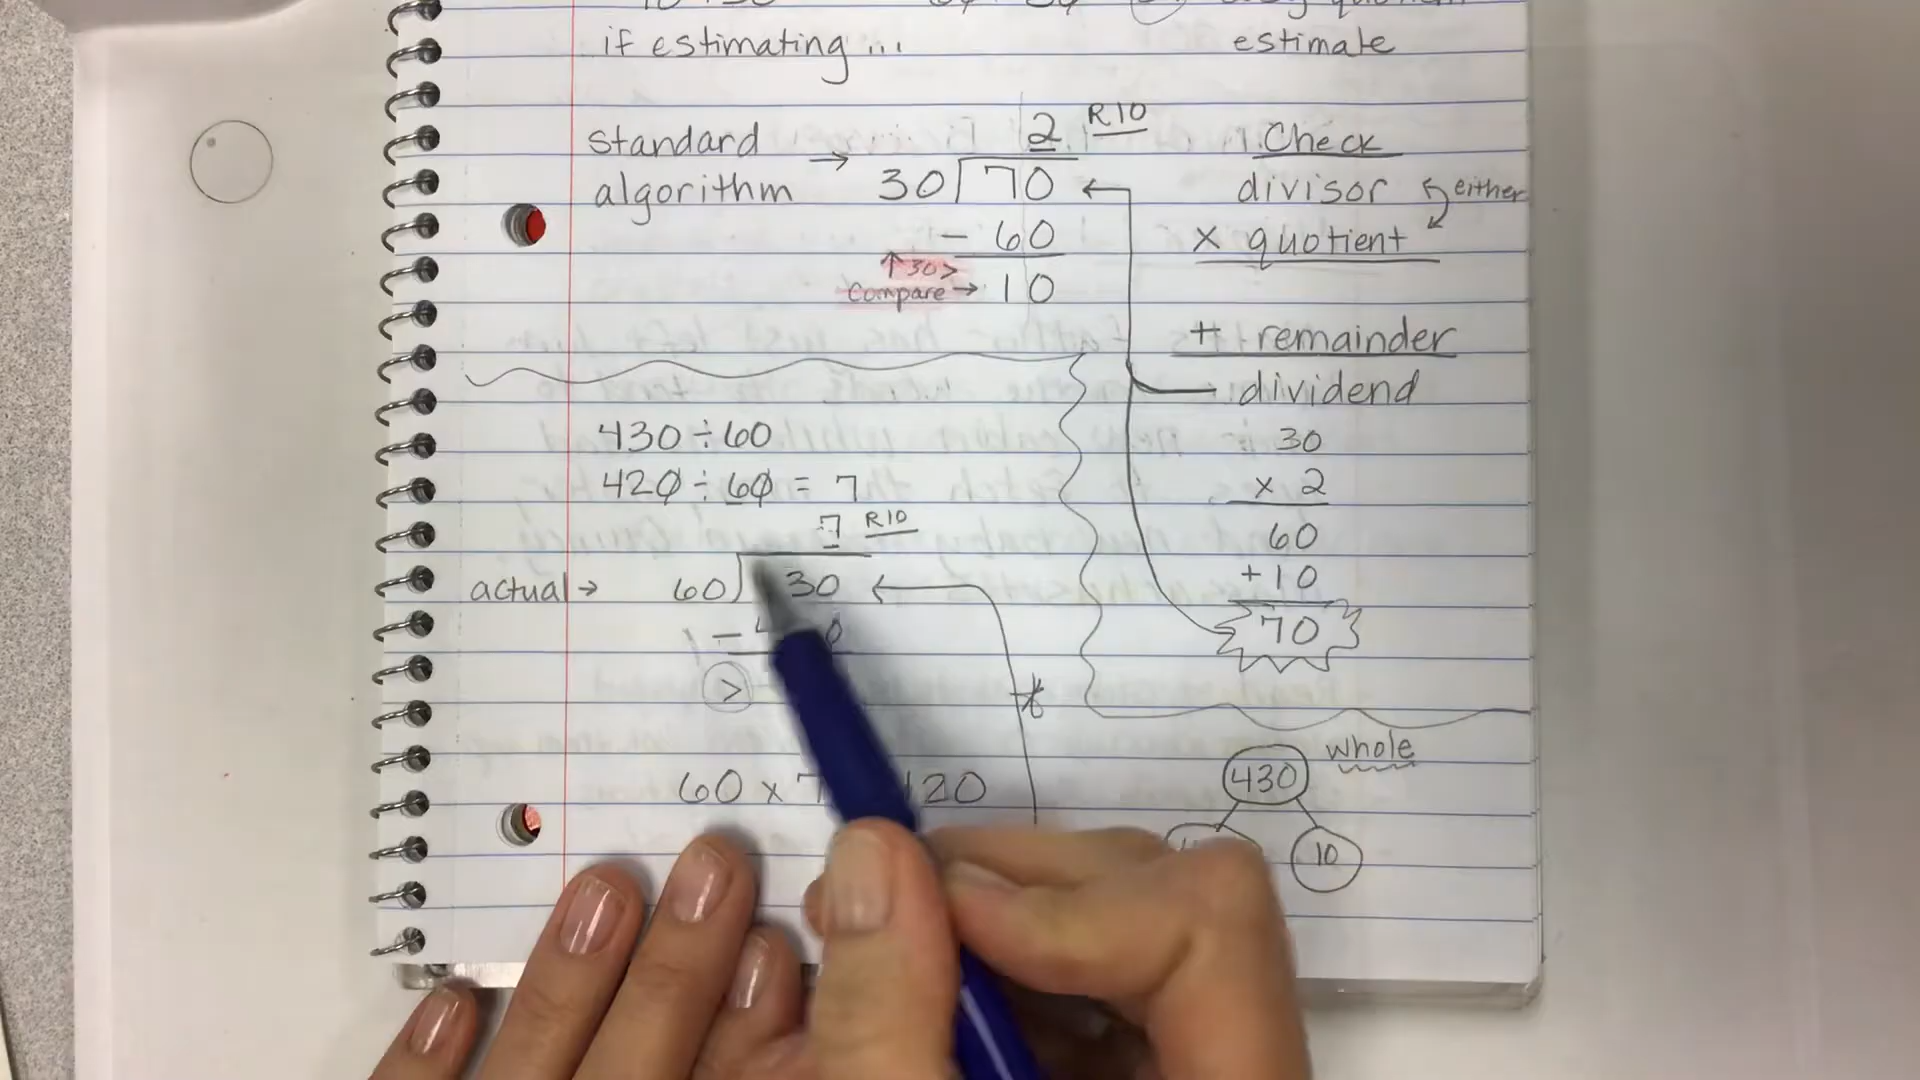 if estimating ...
estimate
standard algorithm →
2 R10
30 70 ←
- 60
↑ 30 >
Compare → 10
Check
divisor either
x quotient
+ remainder
dividend
30
x 2
60
+10
70
430 ÷ 60
420 ÷ 60 = 7
7 R10
actual → 60 30 ←
-
>
60 x 7 120
430 whole
10